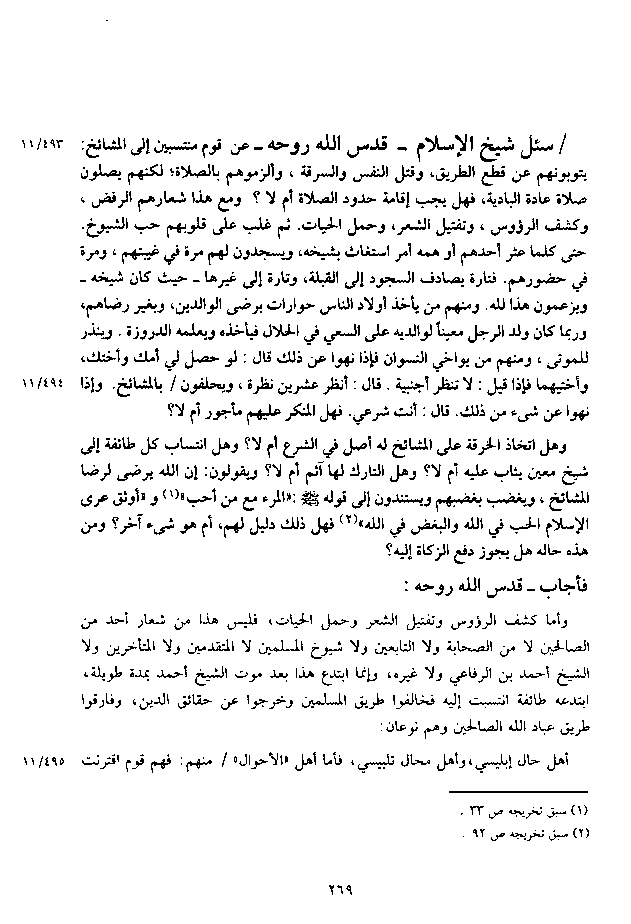 / سئل شيخ الإسلام - قدس الله روحه - عن قوم منتسبين إلى المشائخ: ١١/٤٩٣
يتوبونهم عن قطع الطريق، وقتل النفس والسرقة ، وألزموهم بالصلاة؛ لكنهم يصلون
صلاة عادة البادية، فهل يجب إقامة حدود الصلاة أم لا ؟ ومع هذا شعارهم الرفض ،
وكشف الرؤوس ، وتفتيل الشعر، وحمل الحيات. ثم غلب على قلوبهم حب الشيوخ.
حتى كلما عثر أحدهم أو همه أمر استغاث بشيخه، ويسجدون لهم مرة في غيبتهم ، ومرة
في حضورهم. فتارة يصادف السجود إلى القبلة، وتارة إلى غيرها - حيث كان شيخه -
ويزعمون هذا لله. ومنهم من يأخذ أولاد الناس حوارات برضى الوالدين، وبغير رضاهم،
وربما كان ولد الرجل معيناً لوالديه على السعي في الحلال فيأخذه ويعلمه الدروزة . وينذر
للموتى ، ومنهم من يواخي النسوان فإذا نهوا عن ذلك قال : لو حصل لي أمك وأختك،
وأختيهما فإذا قيل : لا تنظر أجنبية . قال : أنظر عشرين نظرة ، ويحلفون / بالمشائخ. وإذا ١١/٤٩٤
نهوا عن شيء من ذلك. قال : أنت شرعي. فهل المنكر عليهم مأجور أم لا؟
وهل اتخاذ الخرقة على المشائخ له أصل في الشرع أم لا؟ وهل انتساب كل طائفة إلى
شيخ معين يثاب عليه أم لا؟ وهل التارك لها آثم أم لا؟ ويقولون: إن الله يرضى لرضا
المشائخ ، ويغضب بغضبهم ويستندون إلى قوله ﷺ :«المرء مع من أحب»(١) و «أوثق عرى
الإسلام الحب في الله والبغض في الله»(٢) فهل ذلك دليل لهم، أم هو شيء آخر؟ ومن
هذه حاله هل يجوز دفع الزكاة إليه؟
فأجاب - قدس الله روحه :
وأما كشف الرؤوس وتفتيل الشعر وحمل الحيات، فليس هذا من شعار أحد من
الصالحين لا من الصحابة ولا التابعين ولا شيوخ المسلمين لا المتقدمين ولا المتأخرين ولا
الشيخ أحمد بن الرفاعي ولا غيره، وإنما ابتدع هذا بعد موت الشيخ أحمد بمدة طويلة،
ابتدعه طائفة انتسبت إليه فخالفوا طريق المسلمين وخرجوا عن حقائق الدين، وفارقوا
طريق عباد الله الصالحين وهم نوعان:
أهل حال إبليسي، وأهل محال تلبيسي، فأما أهل «الأحوال» / منهم: فهم قوم اقترنت ١١/٤٩٥
(١) سبق تخريجه ص ٣٣ .
(٢) سبق تخريجه ص ٩٢ .
٢٦٩